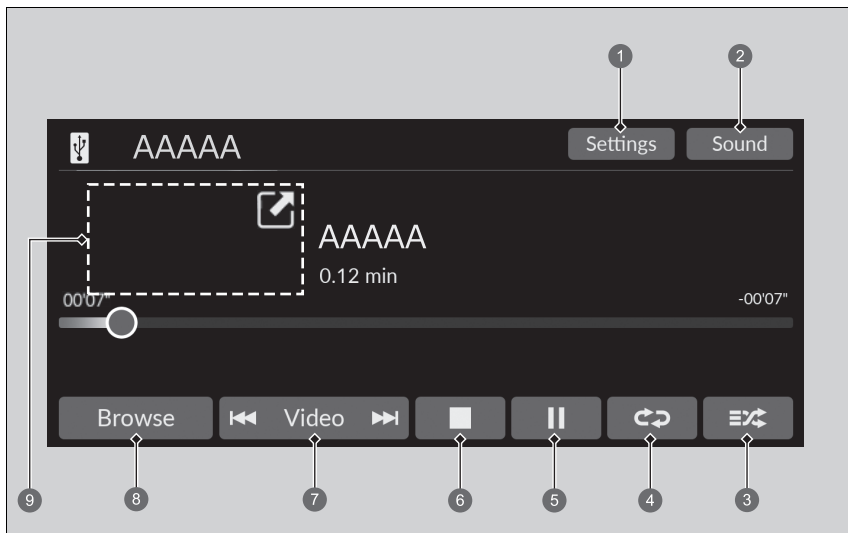 1 2
AAAAA Settings Sound
AAAAA
9
0.12 min
00'07" -00'07"
Browse Video
9 8 7 6 5 4 3